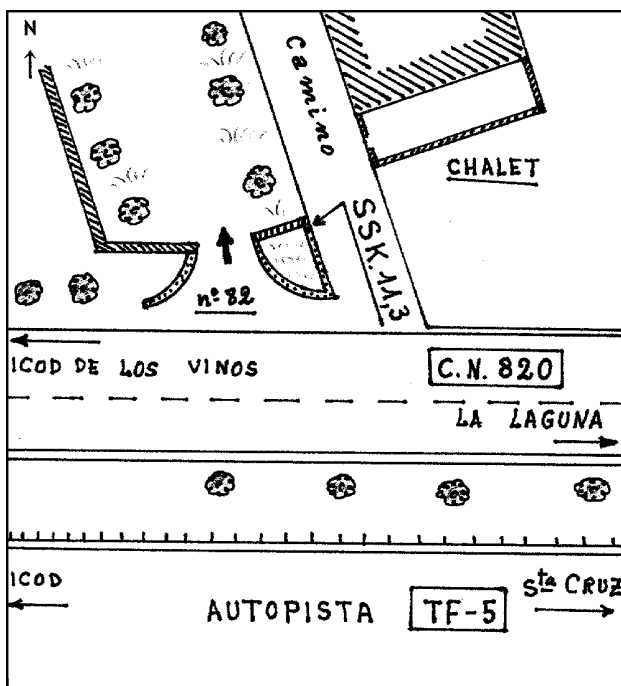 N
Camino
CHALET
SSK.11,3
nº 82
ICOD DE LOS VINOS
C.N. 820
LA LAGUNA
ICOD
Sta CRUZ
AUTOPISTA
TF-5